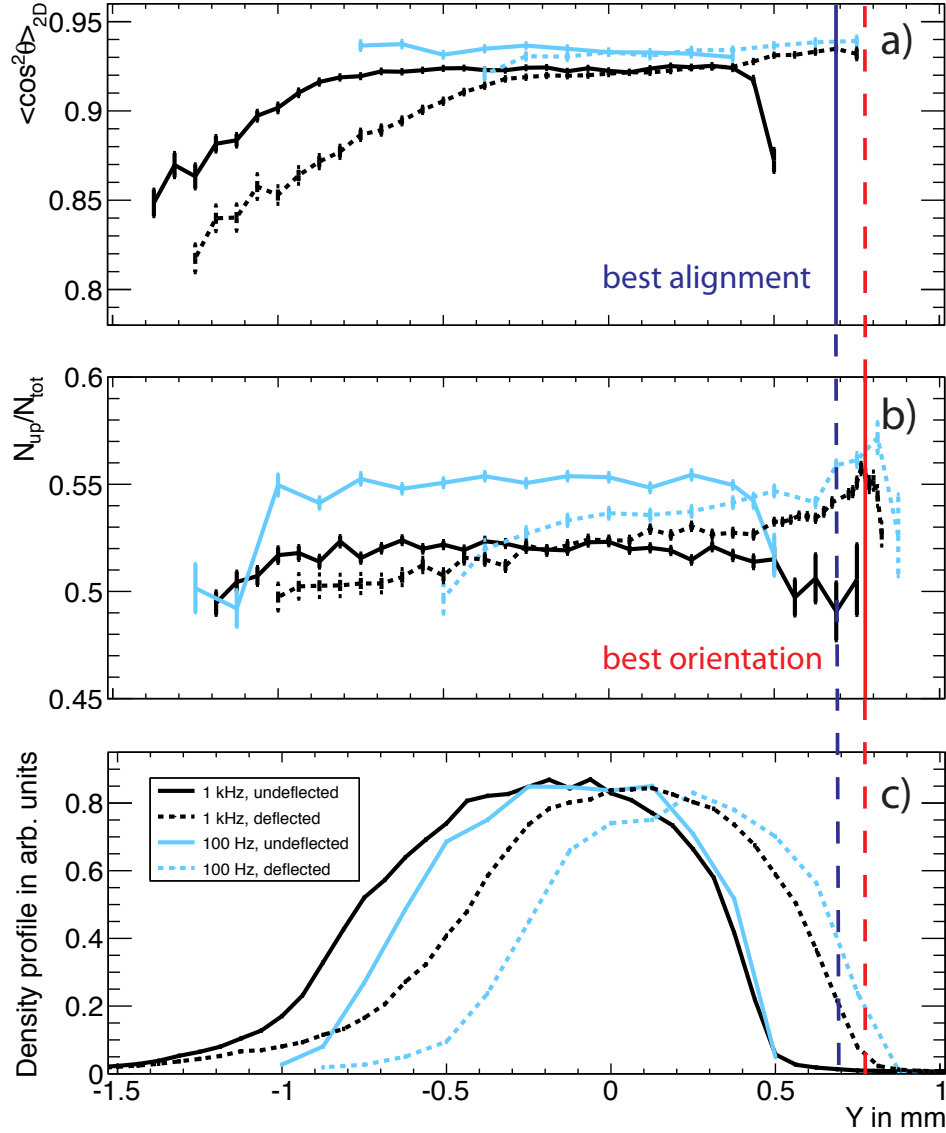 <cos²θ>2D
0.95
0.9
0.85
0.8
a)
best alignment
Nup/Ntot
0.6
0.55
0.5
0.45
b)
best orientation
Density profile in arb. units
0.8
0.6
0.4
0.2
0
c)
1 kHz, undeflected
1 kHz, deflected
100 Hz, undeflected
100 Hz, deflected
-1.5 -1 -0.5 0 0.5 1
Y in mm